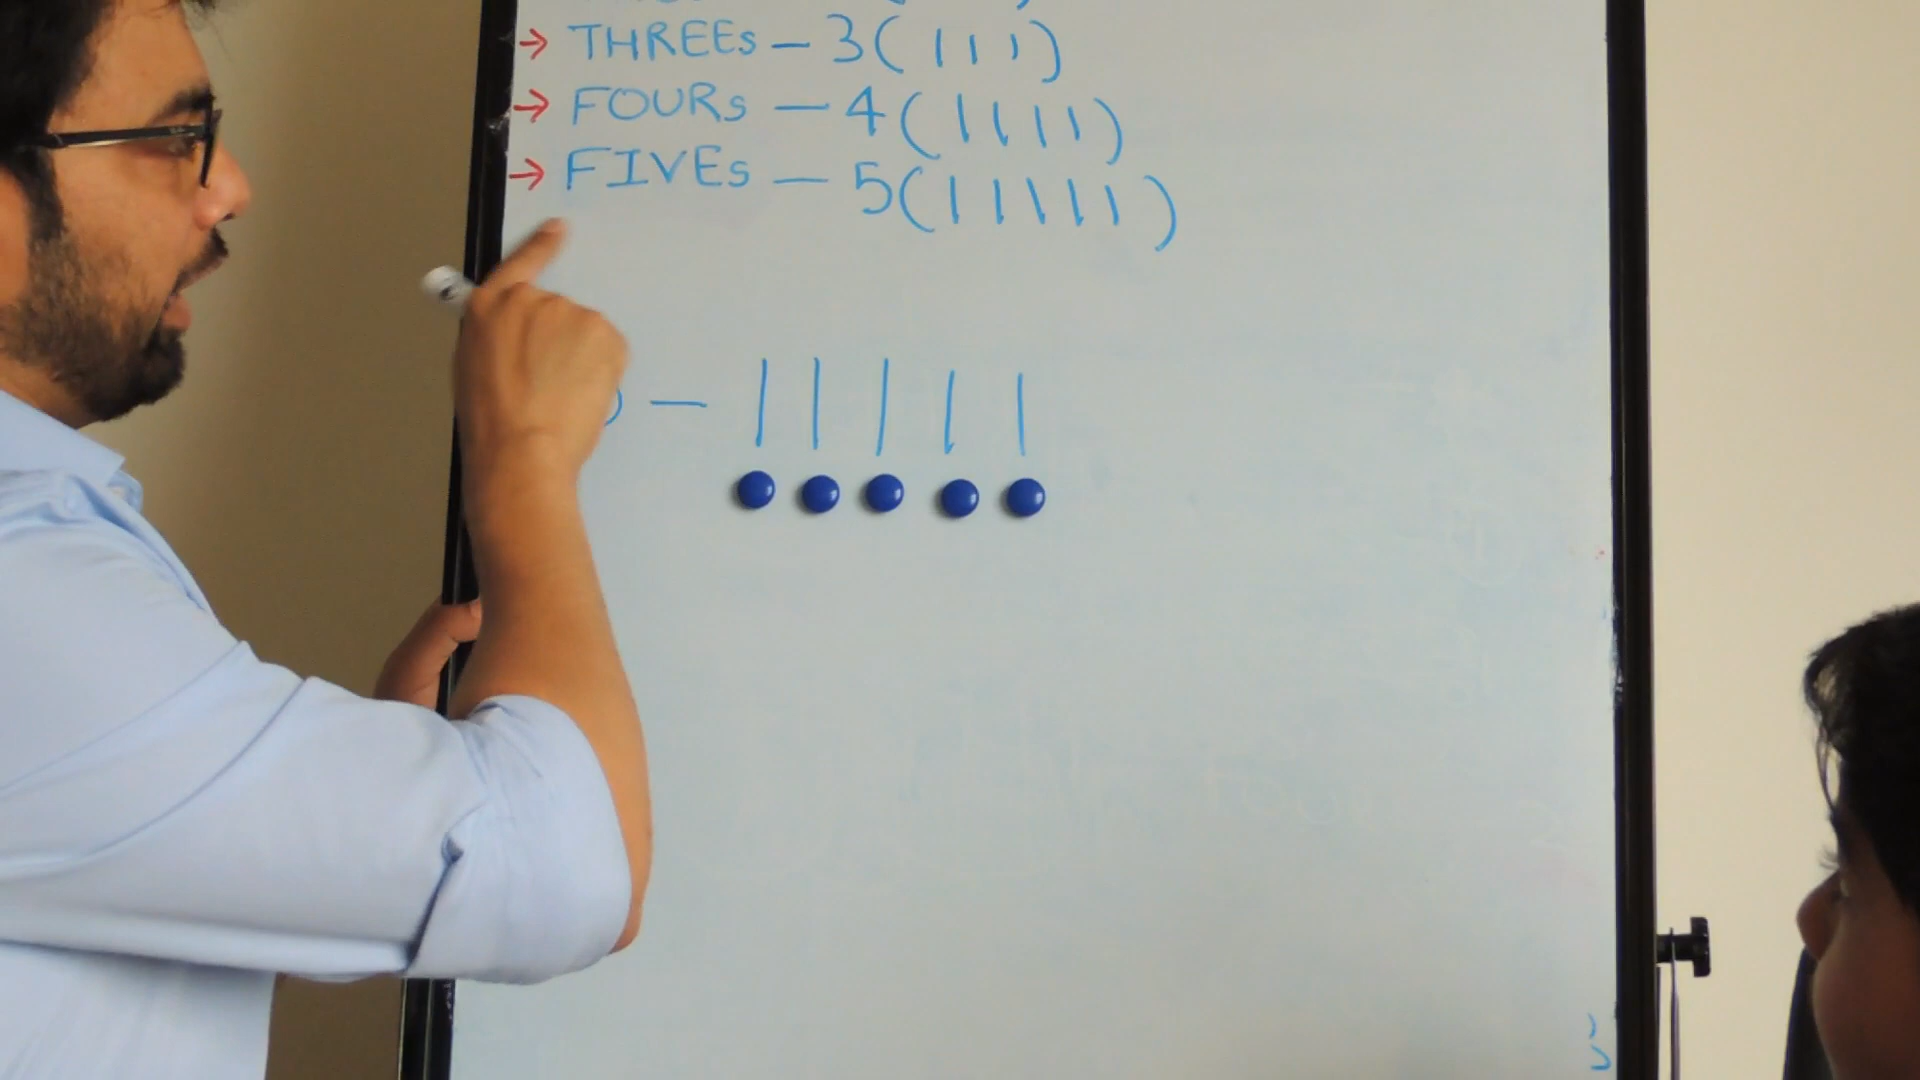 → THREEs – 3 ( | | | )
→ FOURs – 4 ( | | | | )
→ FIVEs – 5 ( | | | | | )
– | | | | |